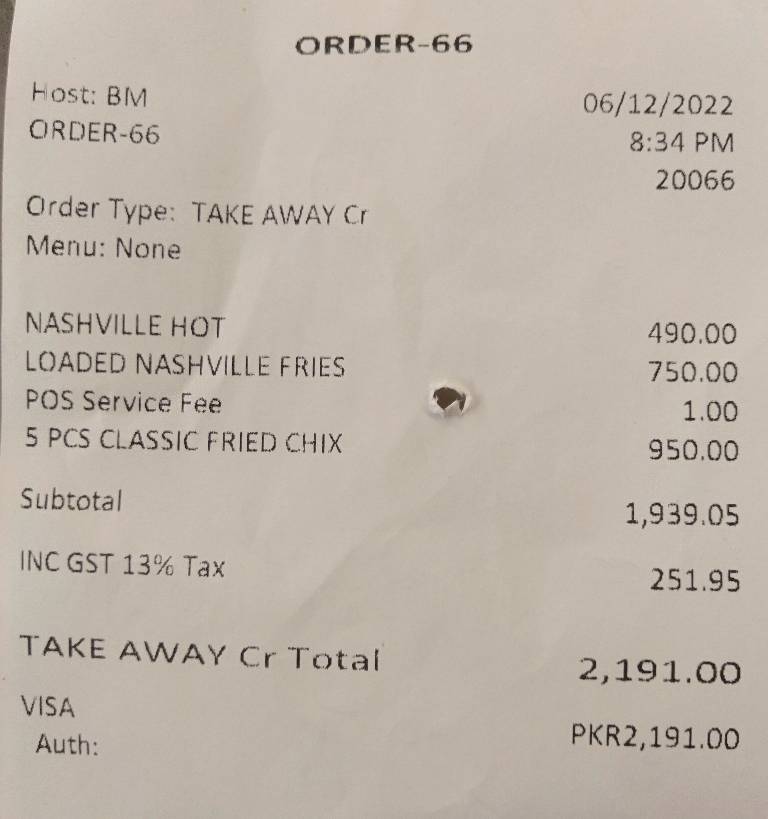 ORDER-66
Host: BM 06/12/2022
ORDER-66 8:34 PM
20066
Order Type: TAKE AWAY Cr
Menu: None
NASHVILLE HOT 490.00
LOADED NASHVILLE FRIES 750.00
POS Service Fee 1.00
5 PCS CLASSIC FRIED CHIX 950.00
Subtotal 1,939.05
INC GST 13% Tax 251.95
TAKE AWAY Cr Total 2,191.00
VISA PKR2,191.00
Auth: